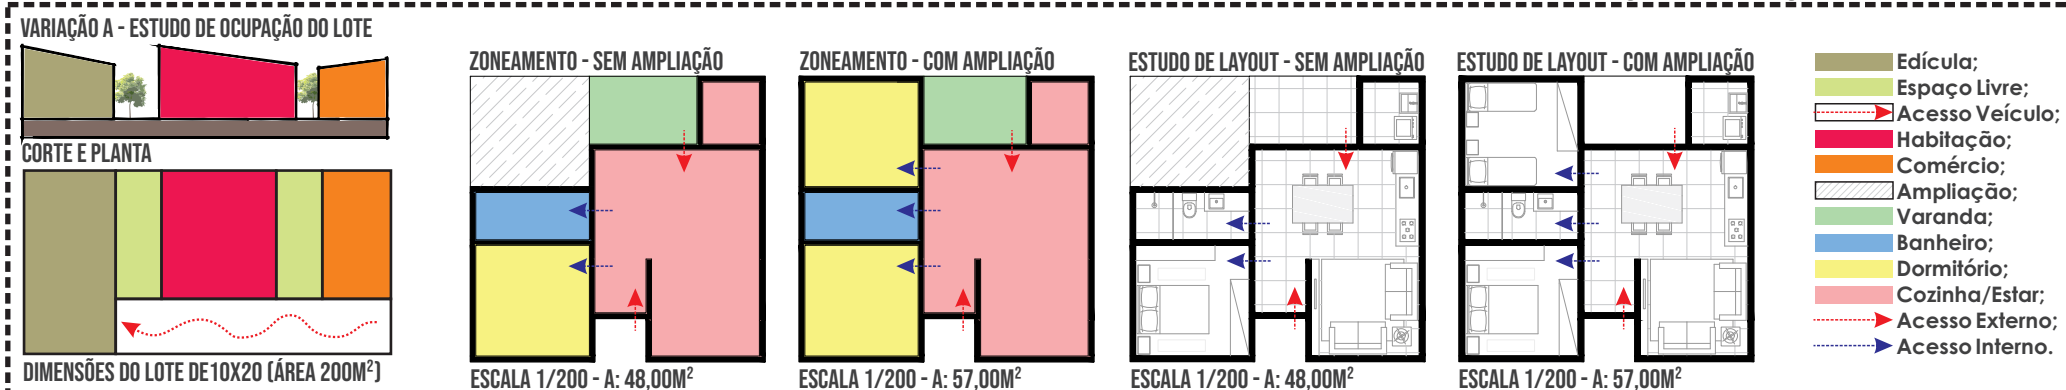 VARIAÇÃO A - ESTUDO DE OCUPAÇÃO DO LOTE
CORTE E PLANTA
DIMENSÕES DO LOTE DE10X20 (ÁREA 200M²)
ZONEAMENTO - SEM AMPLIAÇÃO
ESCALA 1/200 - A: 48,00M²
ZONEAMENTO - COM AMPLIAÇÃO
ESCALA 1/200 - A: 57,00M²
ESTUDO DE LAYOUT - SEM AMPLIAÇÃO
ESCALA 1/200 - A: 48,00M²
ESTUDO DE LAYOUT - COM AMPLIAÇÃO
ESCALA 1/200 - A: 57,00M²
Edícula;
Espaço Livre;
Acesso Veículo;
Habitação;
Comércio;
Ampliação;
Varanda;
Banheiro;
Dormitório;
Cozinha/Estar;
Acesso Externo;
Acesso Interno.